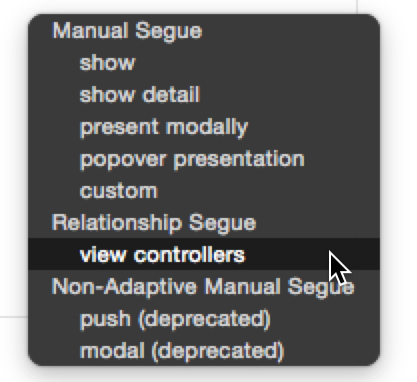 Manual Segue
show
show detail
present modally
popover presentation
custom
Relationship Segue
view controllers
Non-Adaptive Manual Segue
push (deprecated)
modal (deprecated)